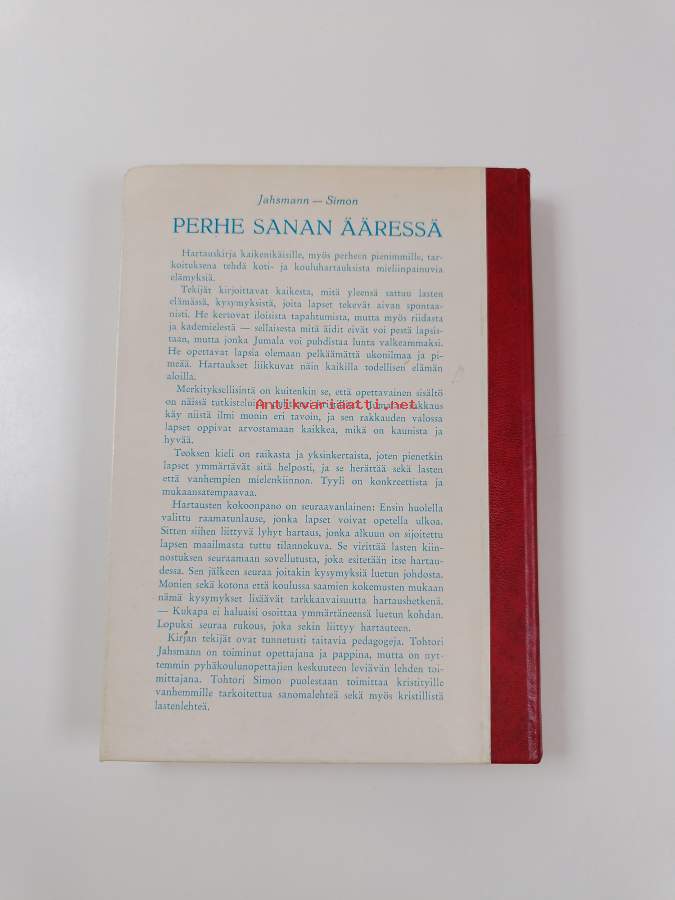 Jahsmann — Simon
PERHE SANAN ÄÄRESSÄ
Hartauskirja kaikenikäisille, myös perheen pienimmille, tar-
koituksena tehdä koti- ja kouluhartauksista mieliinpainuvia
elämyksiä.
Tekijät kirjoittavat kaikesta, mitä yleensä sattuu lasten
elämässä, kysymyksistä, joita lapset tekevät aivan spontaa-
nisti. He kertovat iloisista tapahtumista, mutta myös riidasta
ja kademielestä — sellaisesta mitä äidit eivät voi pestä lapsis-
taan, mutta jonka Jumala voi puhdistaa lunta valkeammaksi.
He opettavat lapsia olemaan pelkäämättä ukonilmaa ja pi-
meää. Hartaukset liikkuvat näin kaikilla todellisen elämän
aloilla.
Merkityksellisintä on kuitenkin se, että opettavainen sisältö
on näissä rakkaus
Antikvariaatti.net
käy niistä ilmi monin eri tavoin, ja sen rakkauden valossa
lapset oppivat arvostamaan kaikkea, mikä on kaunista ja
hyvää.
Teoksen kieli on raikasta ja yksinkertaista, joten pienetkin
lapset ymmärtävät sitä helposti, ja se herättää sekä lasten
että vanhempien mielenkiinnon. Tyyli on konkreettista ja
mukaansatempaavaa.
Hartausten kokoonpano on seuraavanlainen: Ensin huolella
valittu raamatunlause, jonka lapset voivat opetella ulkoa.
Sitten siihen liittyvä lyhyt hartaus, jonka alkuun on sijoitettu
lapsen maailmasta tuttu tilannekuva. Se virittää lasten kiin-
nostuksen seuraamaan sovellutusta, joka esitetään itse hartau-
dessa. Sen jälkeen seuraa joitakin kysymyksiä luetun johdosta.
Monien sekä kotona että koulussa saamien kokemusten mukaan
nämä kysymykset lisäävät tarkkaavaisuutta hartaushetkenä.
— Kukapa ei haluaisi osoittaa ymmärtäneensä luetun kohdan.
Lopuksi seuraa rukous, joka sekin liittyy hartauteen.
Kirjan tekijät ovat tunnetusti taitavia pedagogeja. Tohtori
Jahsmann on toiminut opettajana ja pappina, mutta on nyt-
temmin pyhäkoulunopettajien keskuuteen leviävän lehden toi-
mittajana. Tohtori Simon puolestaan toimittaa kristityille
vanhemmille tarkoitettua sanomalehteä sekä myös kristillistä
lastenlehteä.